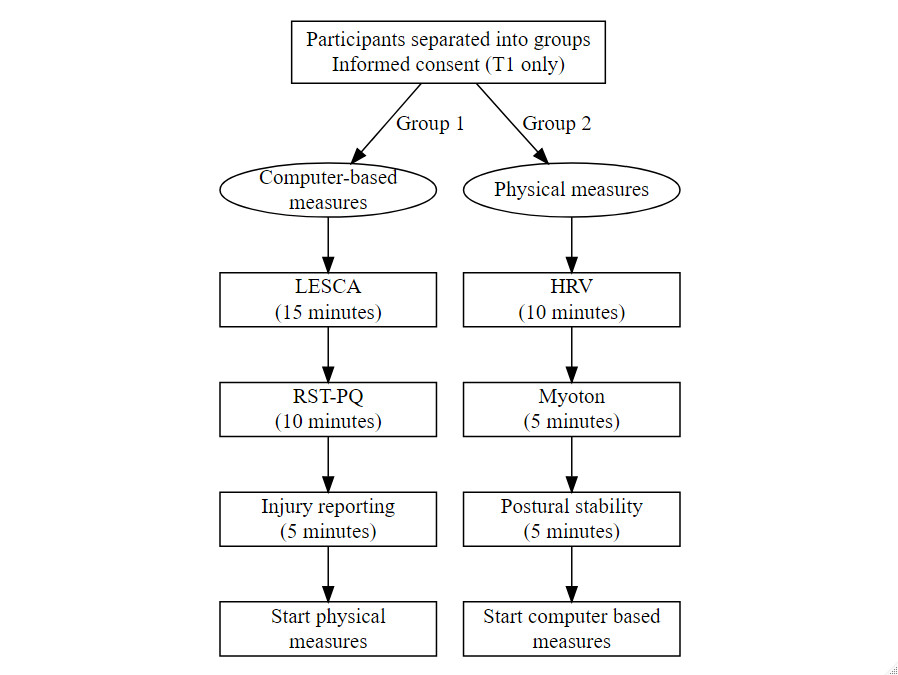 Participants separated into groups
Informed consent (T1 only)
Group 1
Group 2
Computer-based
measures
Physical measures
LESCA
(15 minutes)
HRV
(10 minutes)
RST-PQ
(10 minutes)
Myoton
(5 minutes)
Injury reporting
(5 minutes)
Postural stability
(5 minutes)
Start physical
measures
Start computer based
measures